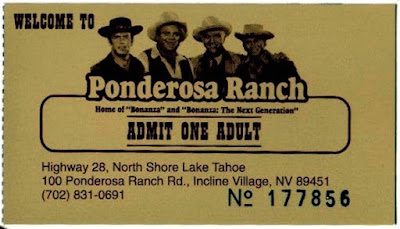 WELCOME TO
Ponderosa Ranch
Home of "Bonanza" and "Bonanza: The Next Generation"
ADMIT ONE ADULT
Highway 28, North Shore Lake Tahoe
100 Ponderosa Ranch Rd., Incline Village, NV 89451
(702) 831-0691
Nº 177856